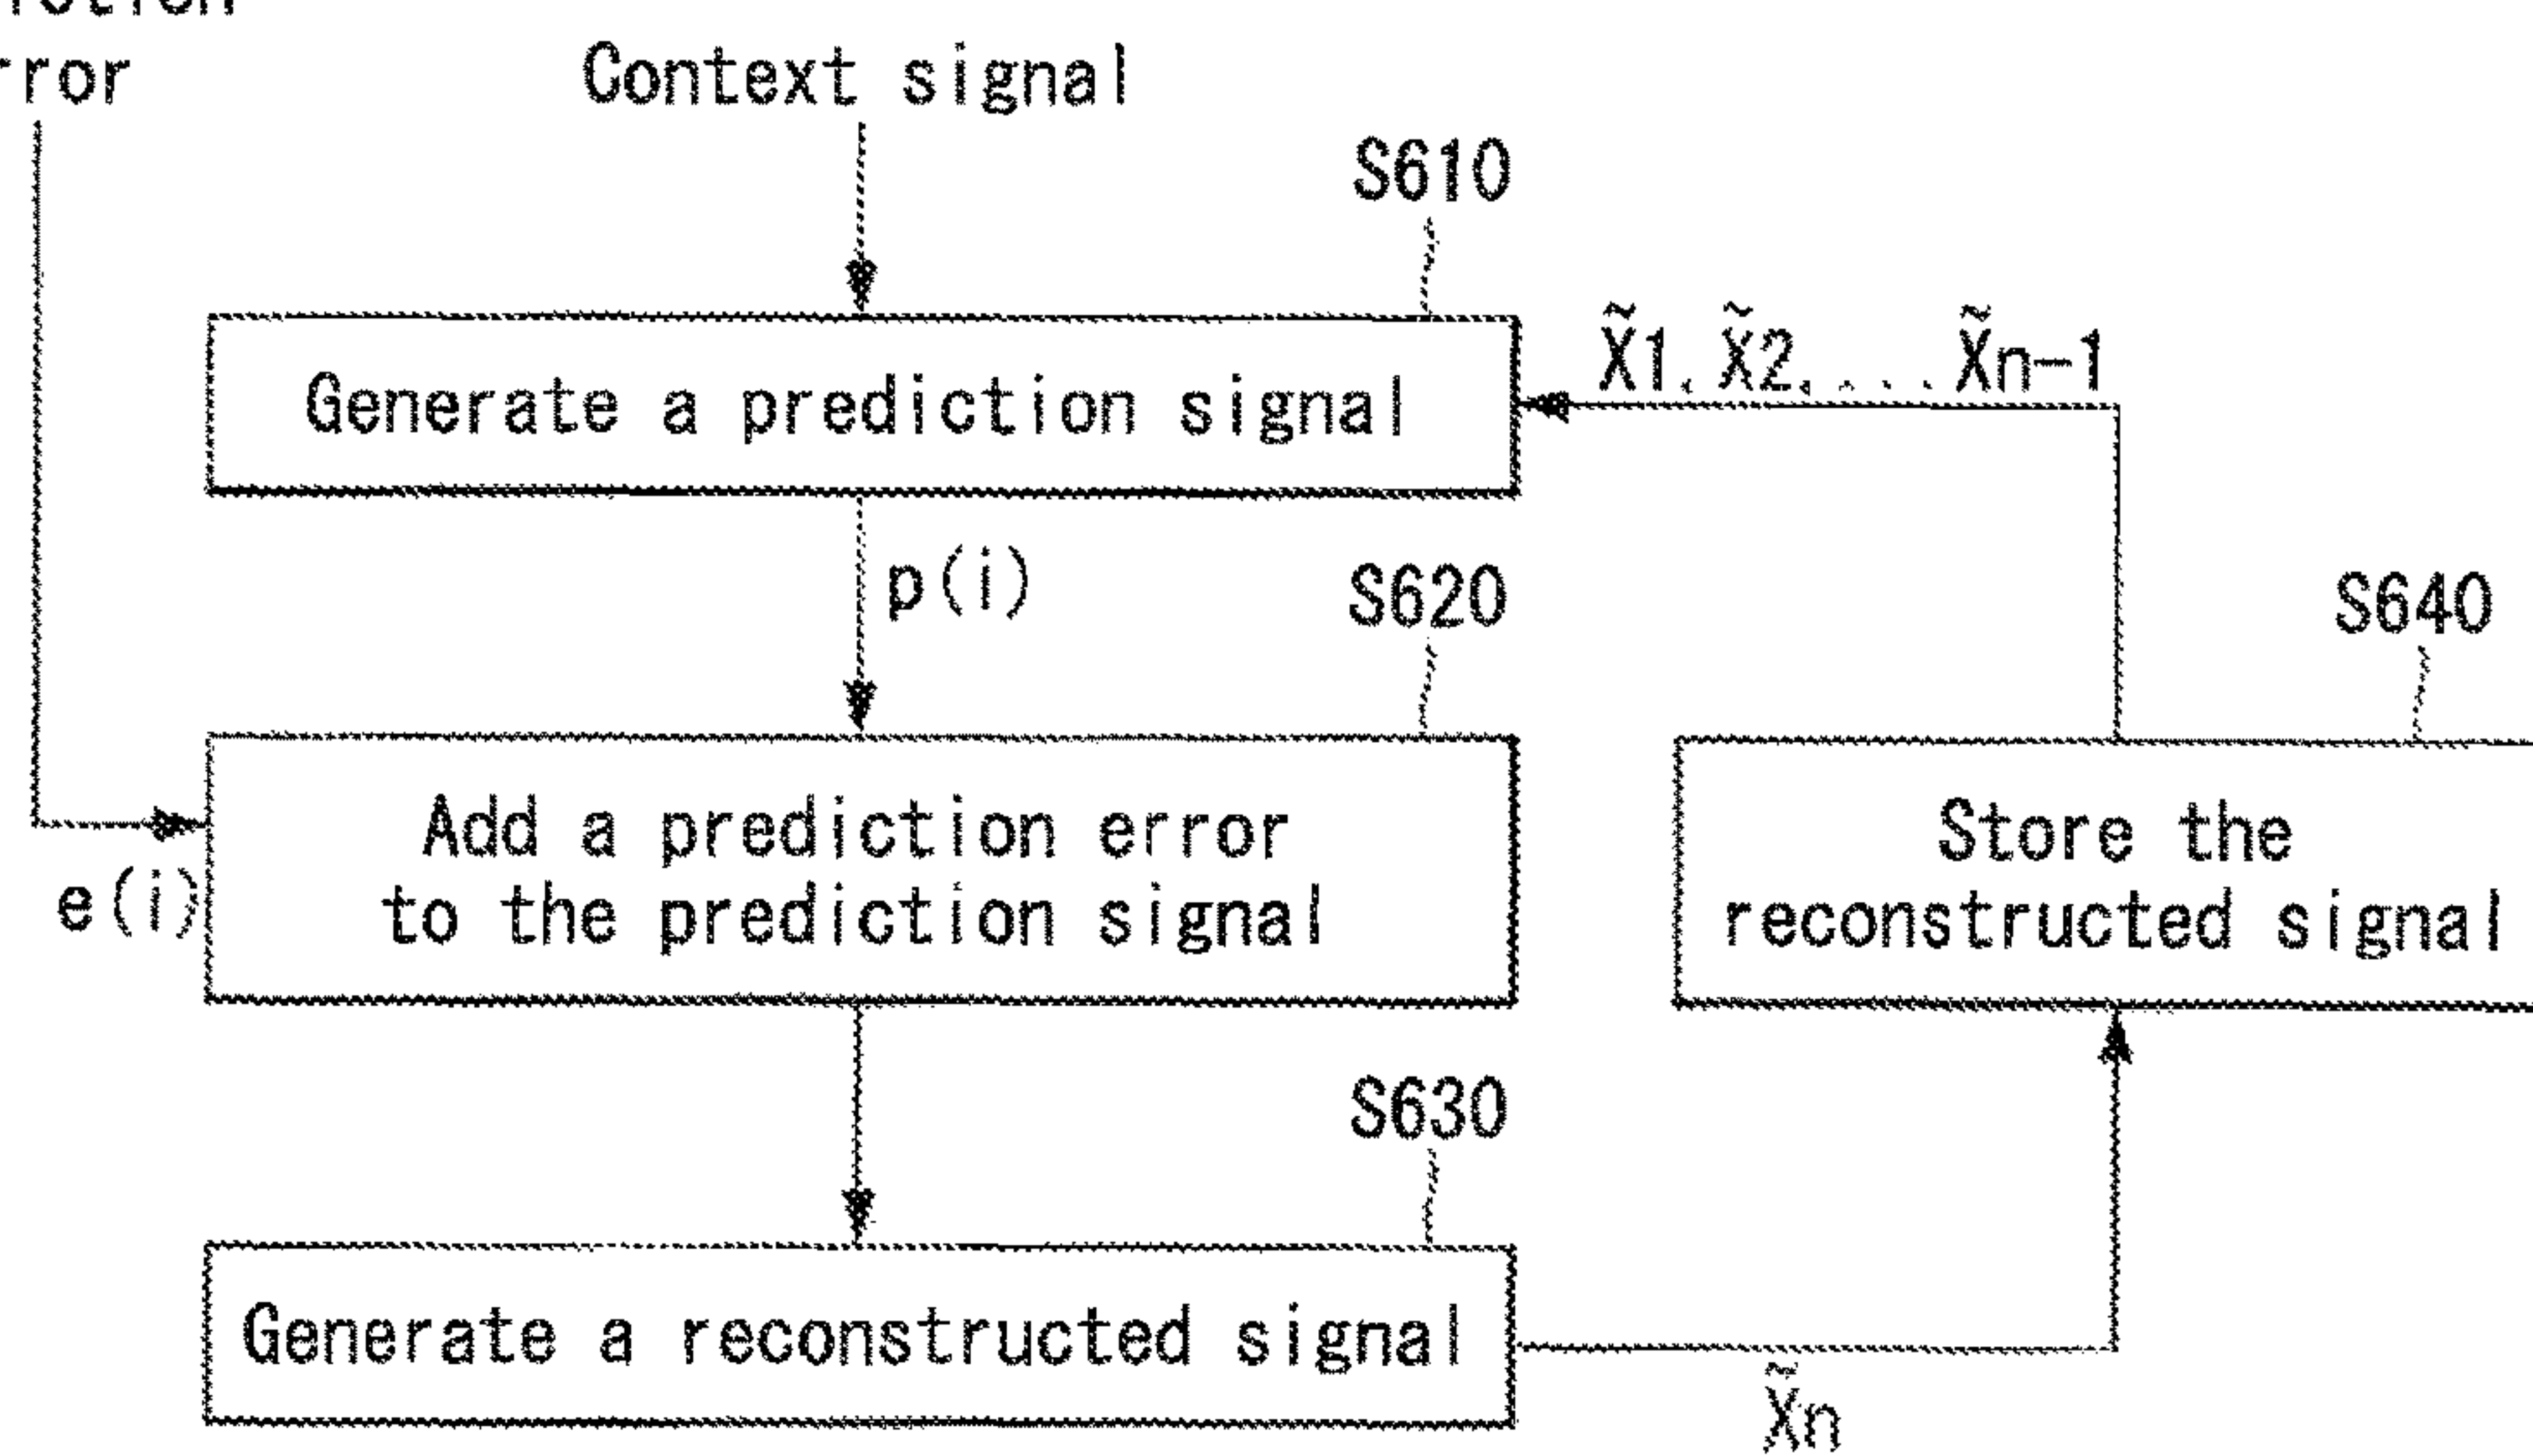 Context signal
S610
Generate a prediction signal
X̃1, X̃2, ... X̃n-1
p(i)
S620
S640
Add a prediction error
to the prediction signal
e(i)
Store the
reconstructed signal
S630
Generate a reconstructed signal
X̃n